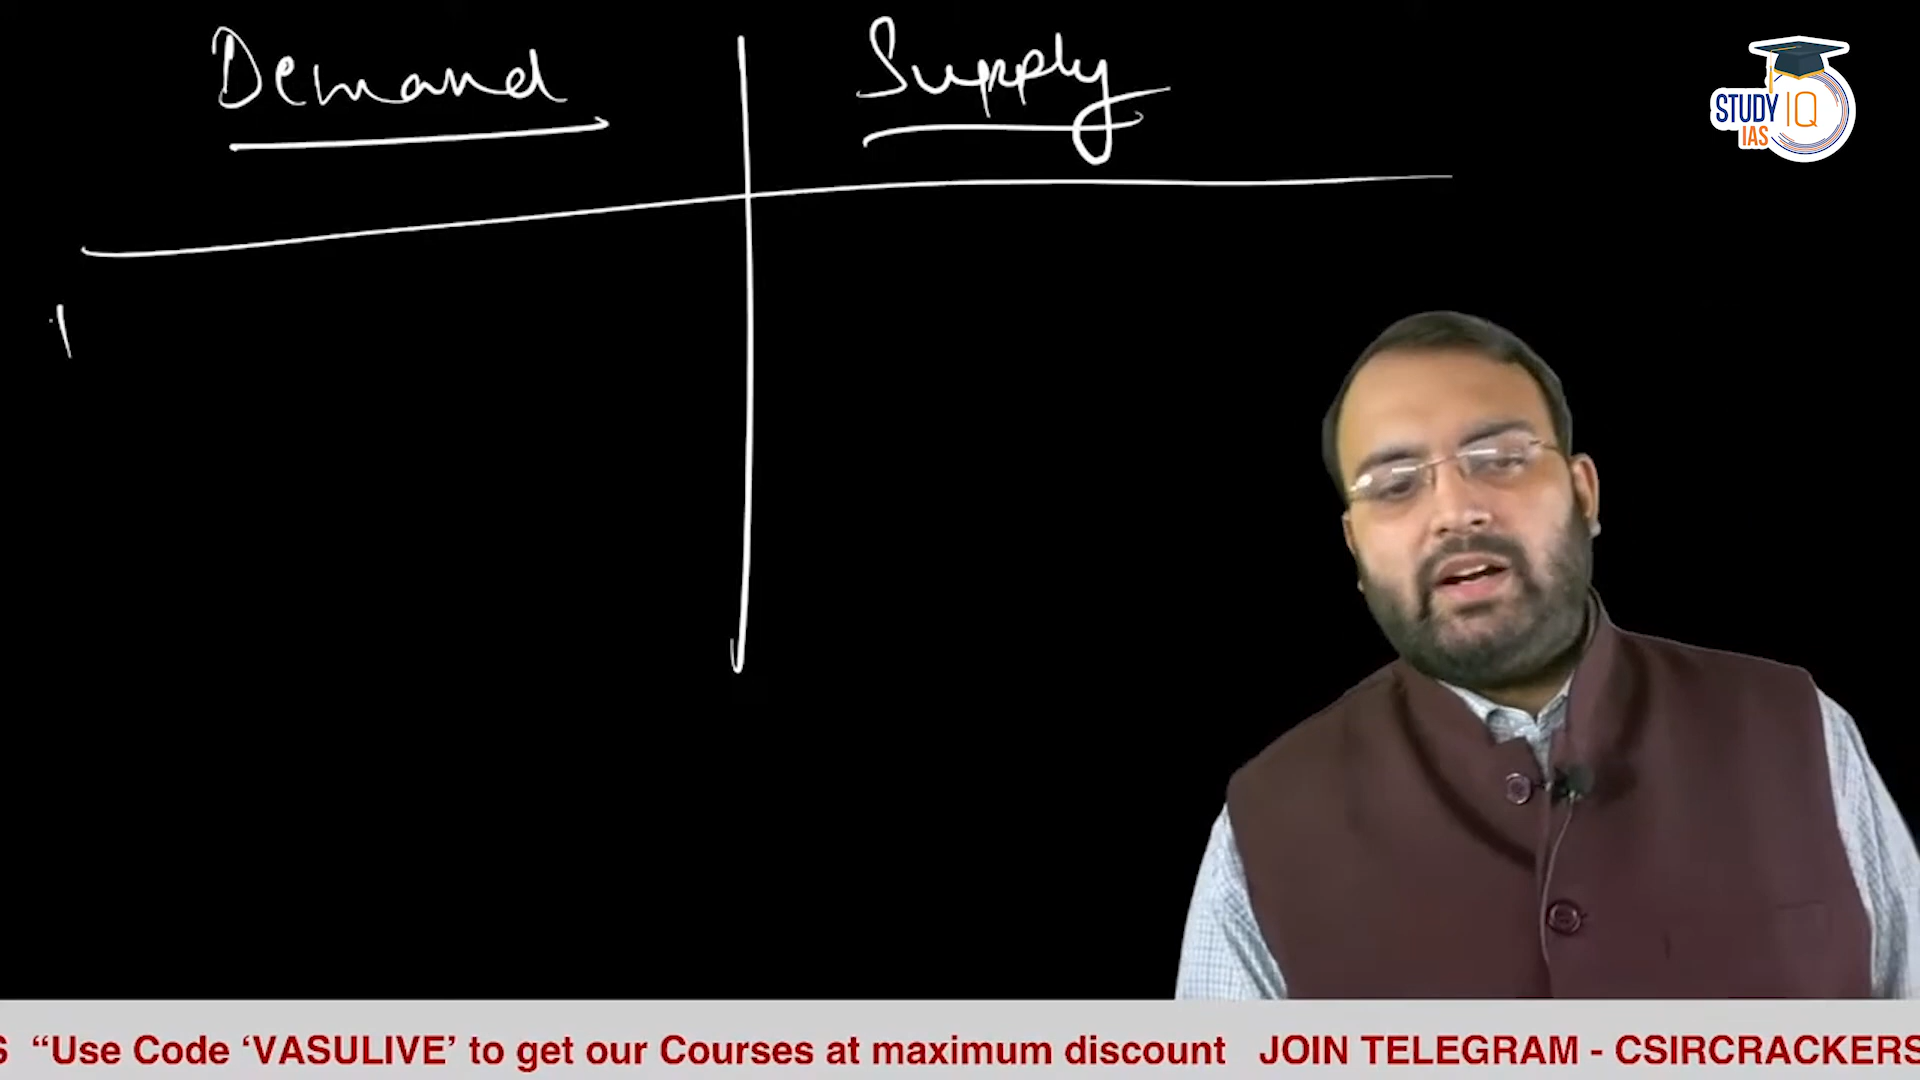 Demand Supply
STUDY IQ
IAS
S “Use Code ‘VASULIVE’ to get our Courses at maximum discount JOIN TELEGRAM - CSIRCRACKERS